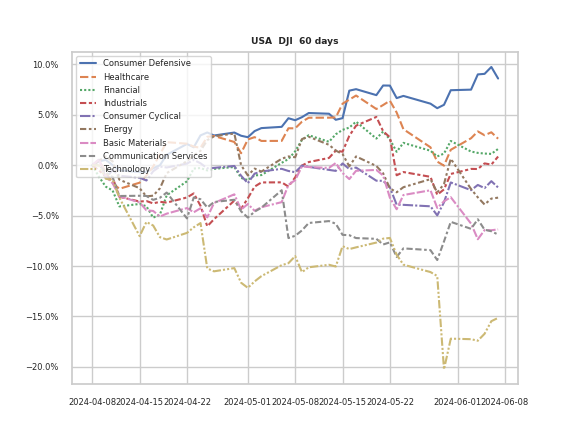 USA  DJI  60 days
10.0%
5.0%
0.0%
−5.0%
−10.0%
−15.0%
−20.0%
Consumer Defensive
Healthcare
Financial
Industrials
Consumer Cyclical
Energy
Basic Materials
Communication Services
Technology
2024-04-08 2024-04-15 2024-04-22 2024-05-01 2024-05-08 2024-05-15 2024-05-22 2024-06-01 2024-06-08